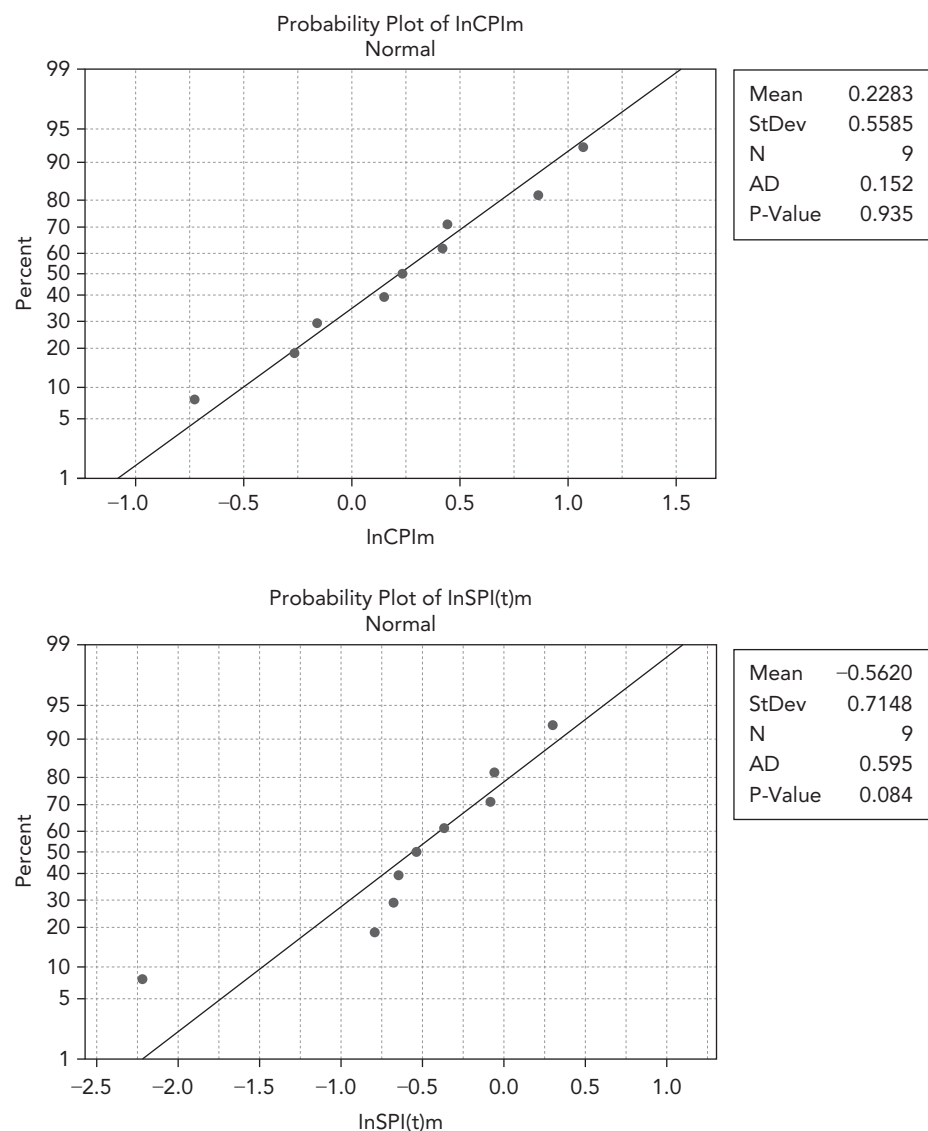 Probability Plot of lnCPIm
Normal
99
95
90
80
70
60
50
40
30
20
10
5
1
Percent
−1.0 −0.5 0.0 0.5 1.0 1.5
lnCPIm
Mean 0.2283
StDev 0.5585
N 9
AD 0.152
P-Value 0.935
Probability Plot of lnSPI(t)m
Normal
99
95
90
80
70
60
50
40
30
20
10
5
1
Percent
−2.5 −2.0 −1.5 −1.0 −0.5 0.0 0.5 1.0
lnSPI(t)m
Mean −0.5620
StDev 0.7148
N 9
AD 0.595
P-Value 0.084